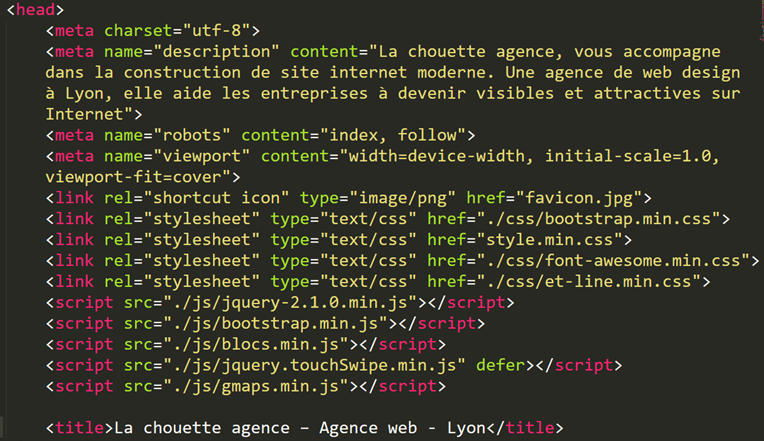 <head>
<meta charset="utf-8">
<meta name="description" content="La chouette agence, vous accompagne
dans la construction de site internet moderne. Une agence de web design
à Lyon, elle aide les entreprises à devenir visibles et attractives sur
Internet">
<meta name="robots" content="index, follow">
<meta name="viewport" content="width=device-width, initial-scale=1.0,
viewport-fit=cover">
<link rel="shortcut icon" type="image/png" href="favicon.jpg">
<link rel="stylesheet" type="text/css" href="./css/bootstrap.min.css">
<link rel="stylesheet" type="text/css" href="style.min.css">
<link rel="stylesheet" type="text/css" href="./css/font-awesome.min.css">
<link rel="stylesheet" type="text/css" href="./css/et-line.min.css">
<script src="./js/jquery-2.1.0.min.js"></script>
<script src="./js/bootstrap.min.js"></script>
<script src="./js/blocs.min.js"></script>
<script src="./js/jquery.touchSwipe.min.js" defer></script>
<script src="./js/gmaps.min.js"></script>
<title>La chouette agence – Agence web - Lyon</title>